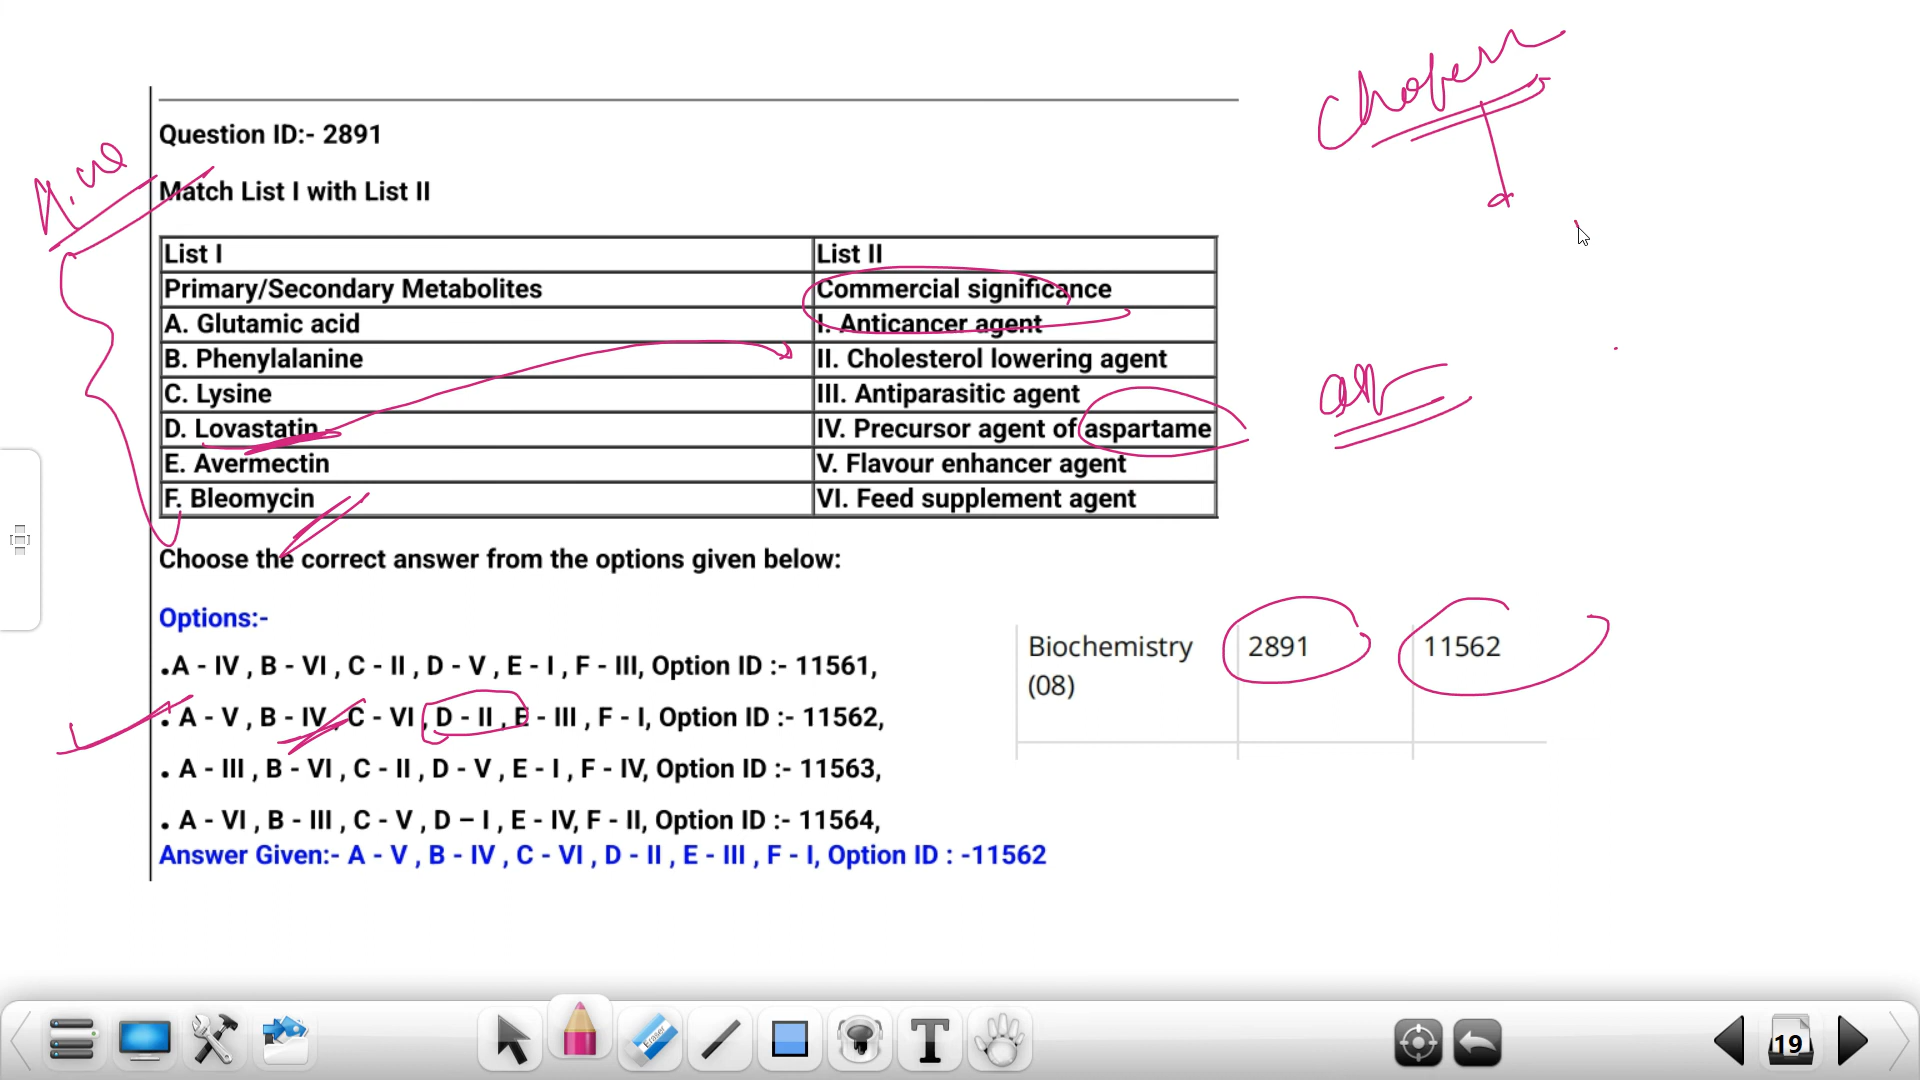 Question ID:- 2891
Match List I with List II
List I List II
Primary/Secondary Metabolites Commercial significance
A. Glutamic acid I. Anticancer agent
B. Phenylalanine II. Cholesterol lowering agent
C. Lysine III. Antiparasitic agent
D. Lovastatin IV. Precursor agent of aspartame
E. Avermectin V. Flavour enhancer agent
F. Bleomycin VI. Feed supplement agent
Choose the correct answer from the options given below:
Options:-
.A - IV , B - VI , C - II , D - V , E - I , F - III, Option ID :- 11561,
. A - V , B - IV , C - VI , D - II , E - III , F - I, Option ID :- 11562,
. A - III , B - VI , C - II , D - V , E - I , F - IV, Option ID :- 11563,
. A - VI , B - III , C - V , D – I , E - IV, F - II, Option ID :- 11564,
Answer Given:- A - V , B - IV , C - VI , D - II , E - III , F - I, Option ID : -11562
Biochemistry 2891 11562
(08)
Eraser
T
19